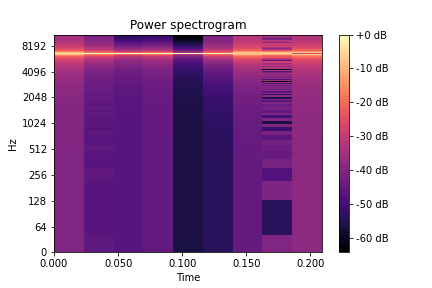 Power spectrogram
Hz
8192
4096
2048
1024
512
256
128
64
0
0.000 0.050 0.100 0.150 0.200
Time
+0 dB
-10 dB
-20 dB
-30 dB
-40 dB
-50 dB
-60 dB